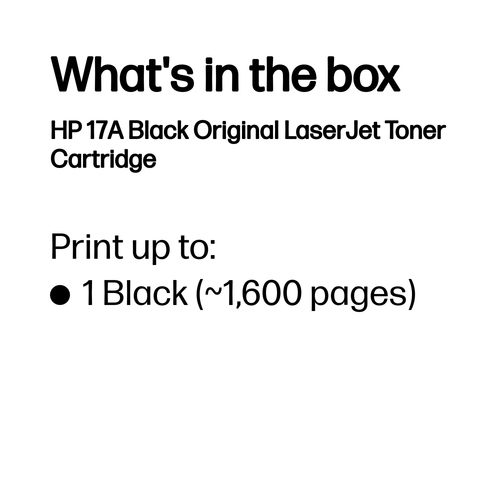 What's in the box
HP 17A Black Original LaserJet Toner
Cartridge
Print up to:
● 1 Black (~1,600 pages)